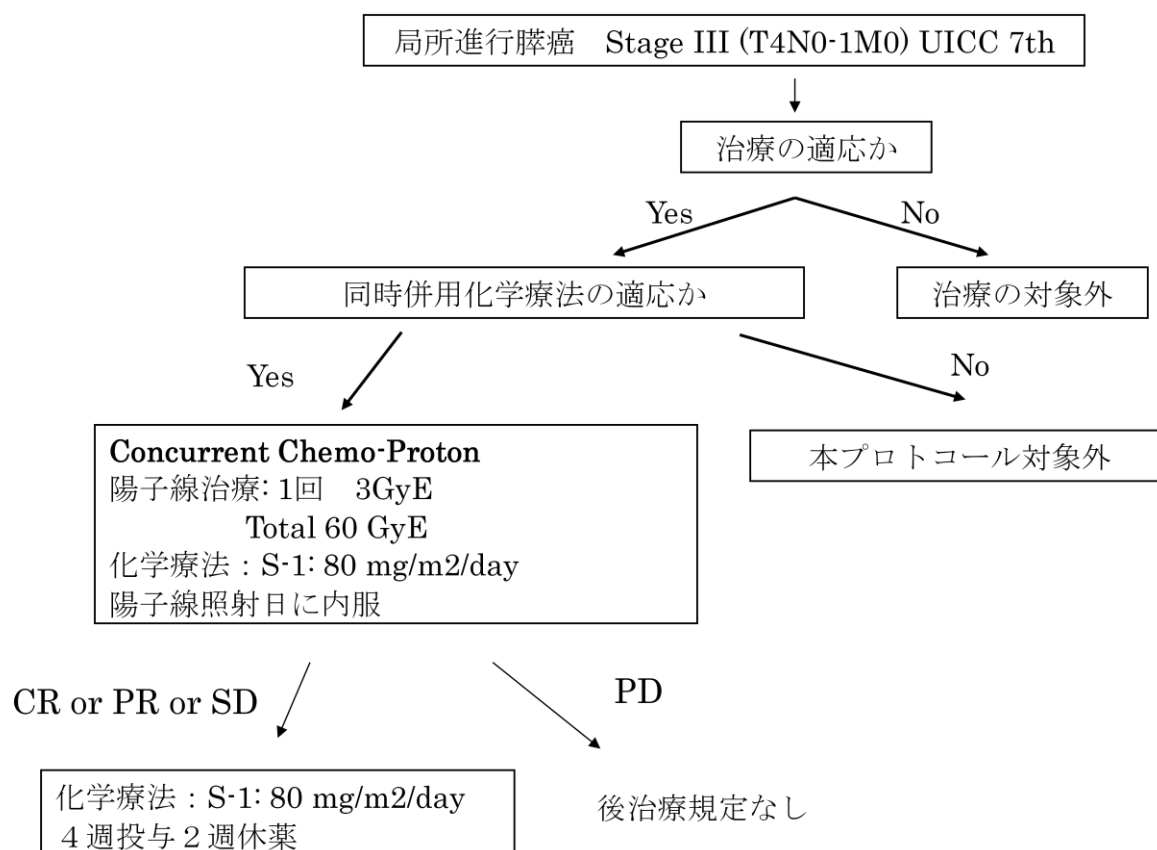 局所進行膵癌　Stage III (T4N0-1M0) UICC 7th
治療の適応か
Yes
No
同時併用化学療法の適応か
治療の対象外
Yes
No
Concurrent Chemo-Proton
陽子線治療: 1回　3GyE
Total 60 GyE
化学療法：S-1: 80 mg/m2/day
陽子線照射日に内服
本プロトコール対象外
CR or PR or SD
PD
化学療法：S-1: 80 mg/m2/day
４週投与２週休薬
後治療規定なし